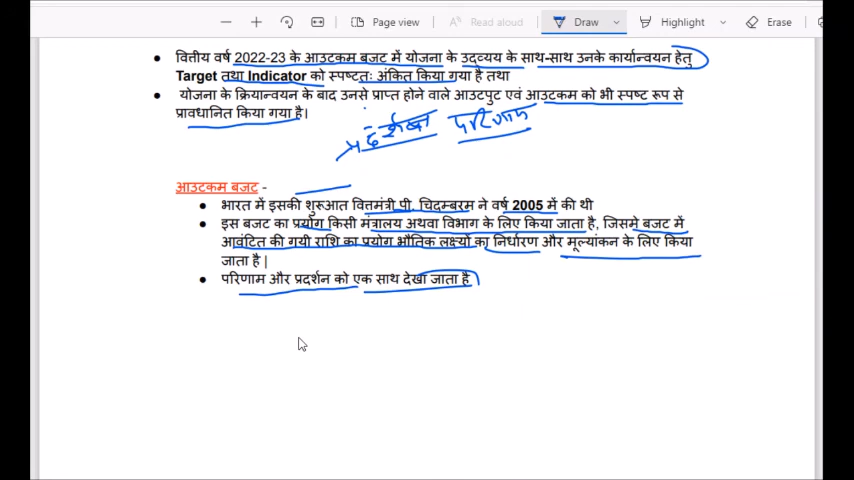 Page view
Read aloud
Draw
Highlight
Erase
वित्तीय वर्ष 2022-23 के आउटकम बजट में योजना के उद्व्यय के साथ-साथ उनके कार्यान्वयन हेतु
Target तथा Indicator को स्पष्टतः अंकित किया गया है तथा
योजना के क्रियान्वयन के बाद उनसे प्राप्त होने वाले आउटपुट एवं आउटकम को भी स्पष्ट रूप से
प्रावधानित किया गया है।
परिणाम
आउटकम बजट -
भारत में इसकी शुरूआत वित्तमंत्री पी. चिदम्बरम ने वर्ष 2005 में की थी
इस बजट का प्रयोग किसी मंत्रालय अथवा विभाग के लिए किया जाता है, जिसमे बजट में
आवंटित की गयी राशि का प्रयोग भौतिक लक्ष्यों का निर्धारण और मूल्यांकन के लिए किया
जाता है |
परिणाम और प्रदर्शन को एक साथ देखा जाता है